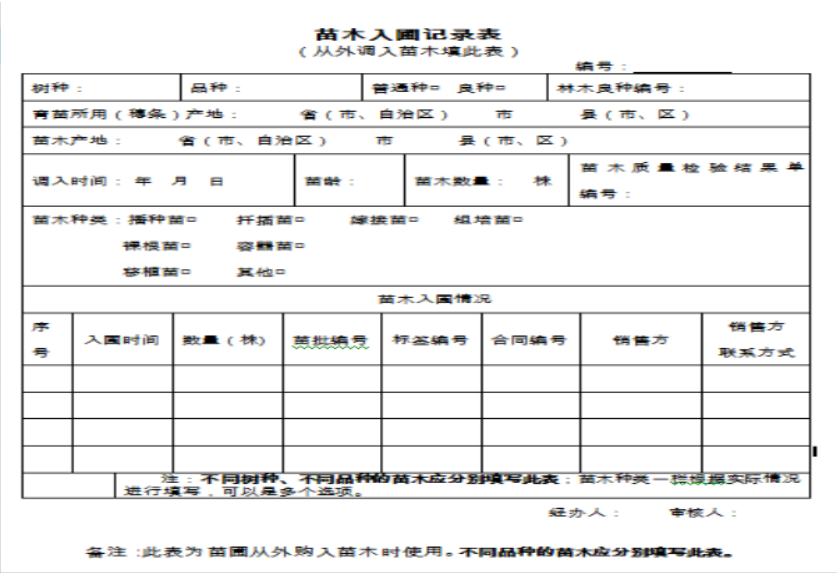 苗木入圃记录表
（从外调入苗木填此表）
编号：
树种： 品种： 普通种□ 良种□ 林木良种编号：
育苗所用（穗条）产地： 省（市、自治区） 市 县（市、区）
苗木产地： 省（市、自治区） 市 县（市、区）
调入时间： 年 月 日 苗龄： 苗木数量： 株 苗木质量检验结果单
编号：
苗木种类：播种苗□ 扦插苗□ 嫁接苗□ 组培苗□
裸根苗□ 容器苗□
移植苗□ 其他□
苗木入圃情况
序号 入圃时间 数量（株） 苗批编号 标签编号 合同编号 销售方 销售方联系方式
注：不同树种、不同品种的苗木应分别填写此表；苗木种类一栏根据实际情况
进行填写，可以是多个选项。
经办人： 审核人：
备注:此表为苗圃从外购入苗木时使用。不同品种的苗木应分别填写此表。